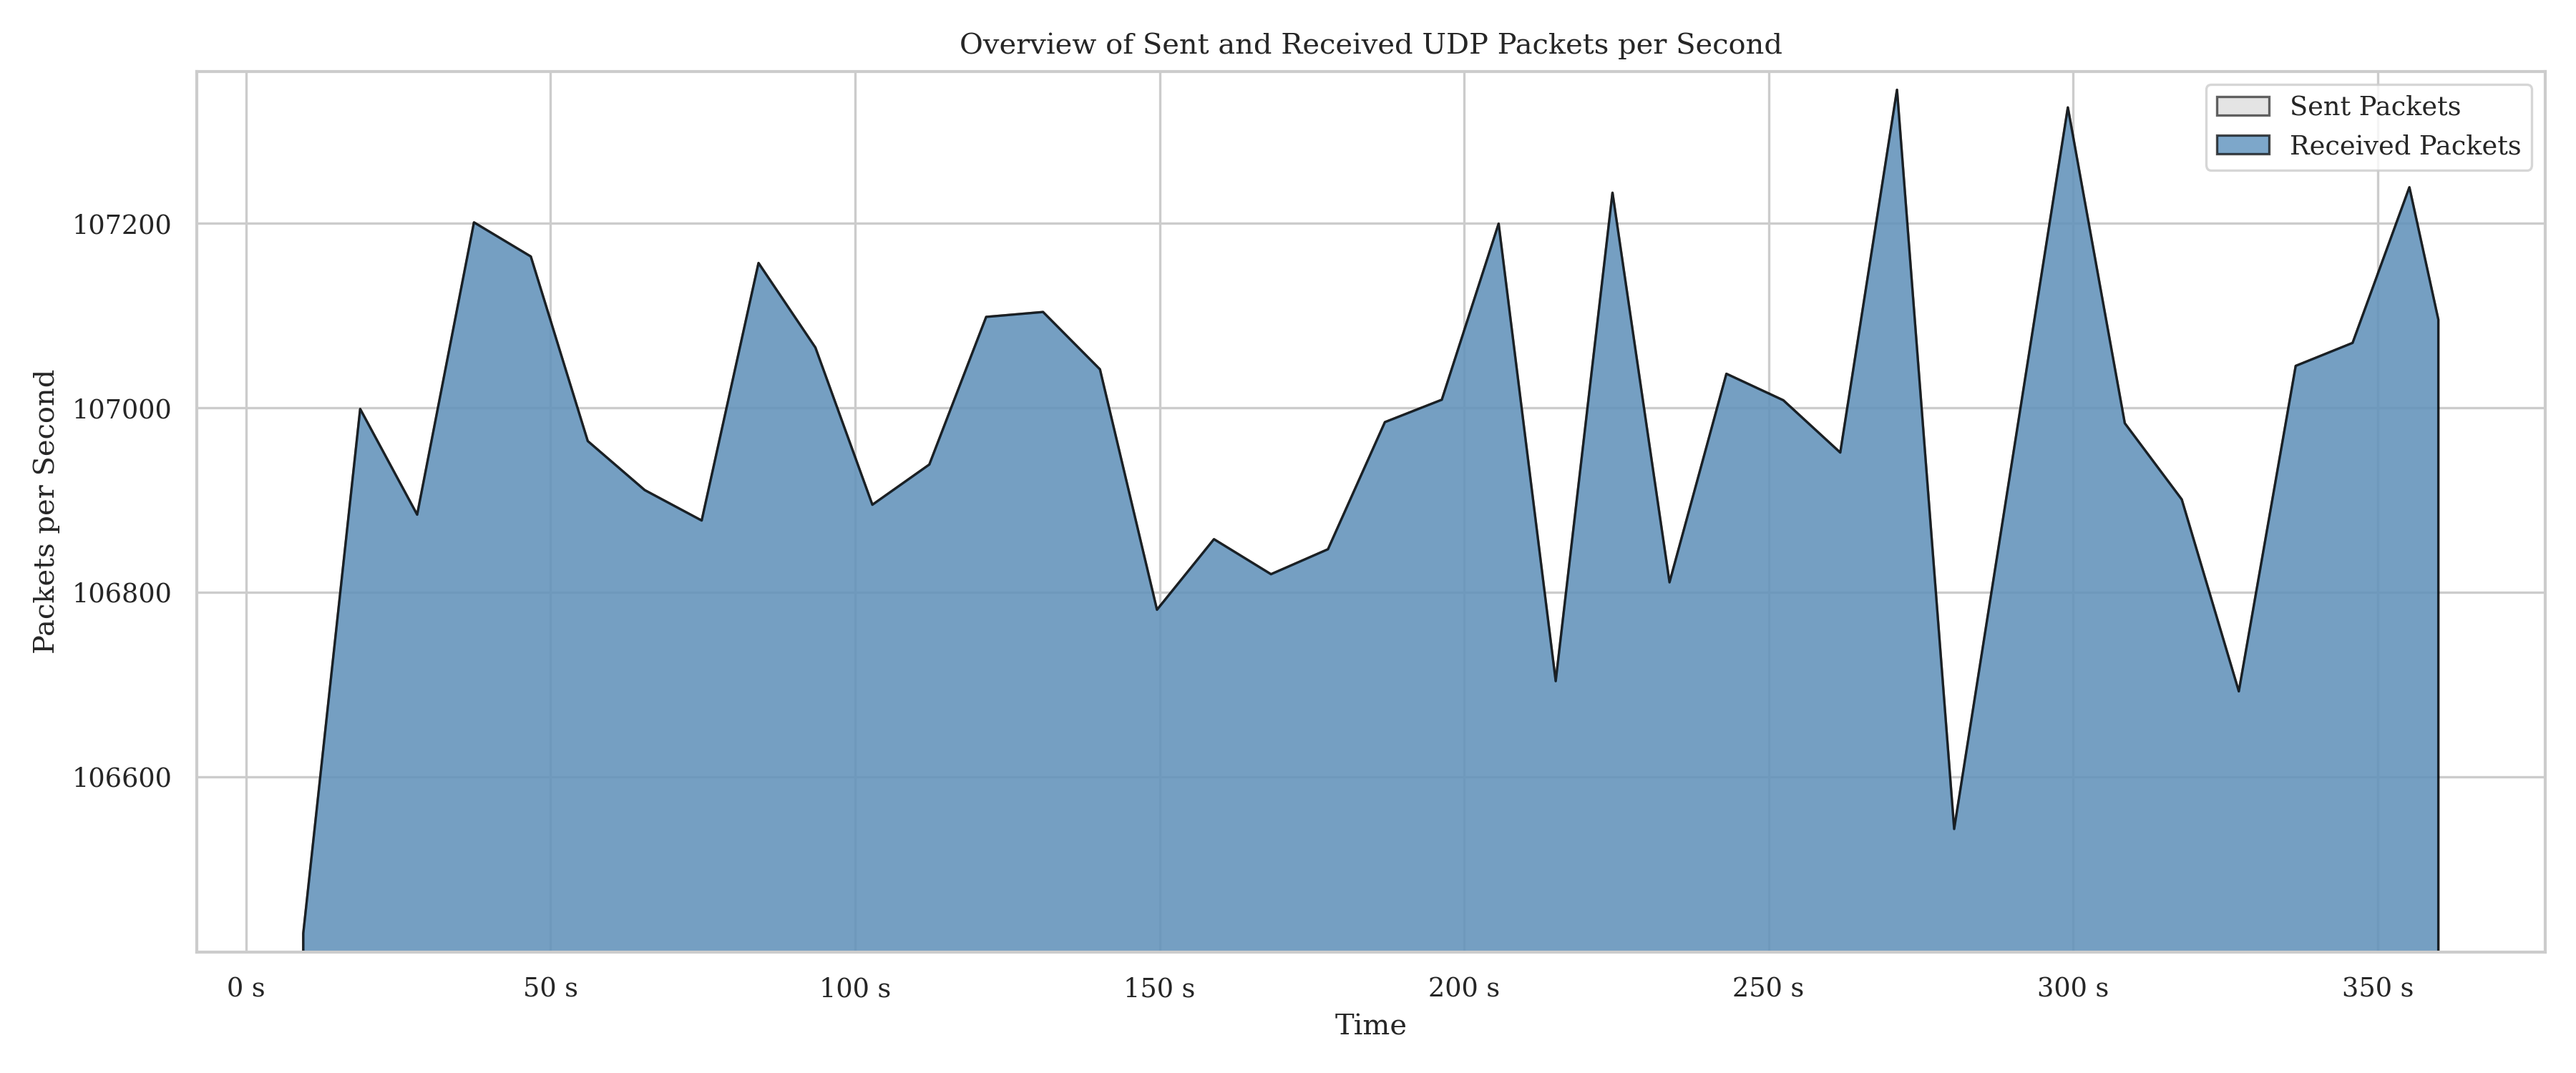 Overview of Sent and Received UDP Packets per Second
Sent Packets
Received Packets
Packets per Second
107200
107000
106800
106600
0 s 50 s 100 s 150 s 200 s 250 s 300 s 350 s
Time